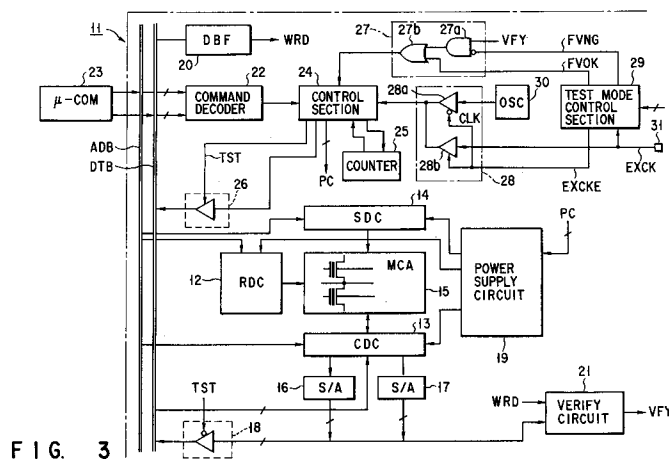 11
DBF
20
WRD
27
27b
27a
VFY
FVNG
FVOK
29
TEST MODE
CONTROL
SECTION
23
μ-COM
22
COMMAND
DECODER
24
CONTROL
SECTION
28a
CLK
28b
OSC
30
31
28
EXCK
EXCKE
ADB
DTB
TST
PC
COUNTER
25
26
14
SDC
12
RDC
MCA
15
POWER
SUPPLY
CIRCUIT
19
PC
13
CDC
16
S/A
S/A
17
TST
18
WRD
21
VERIFY
CIRCUIT
VFY
FIG. 3